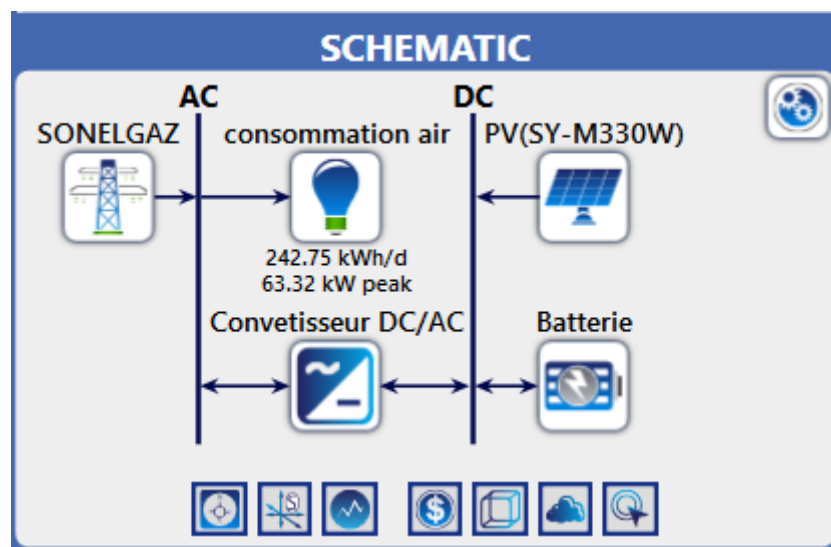 SCHEMATIC
AC
DC
SONELGAZ
consommation air
PV(SY-M330W)
242.75 kWh/d
63.32 kW peak
Convetisseur DC/AC
Batterie